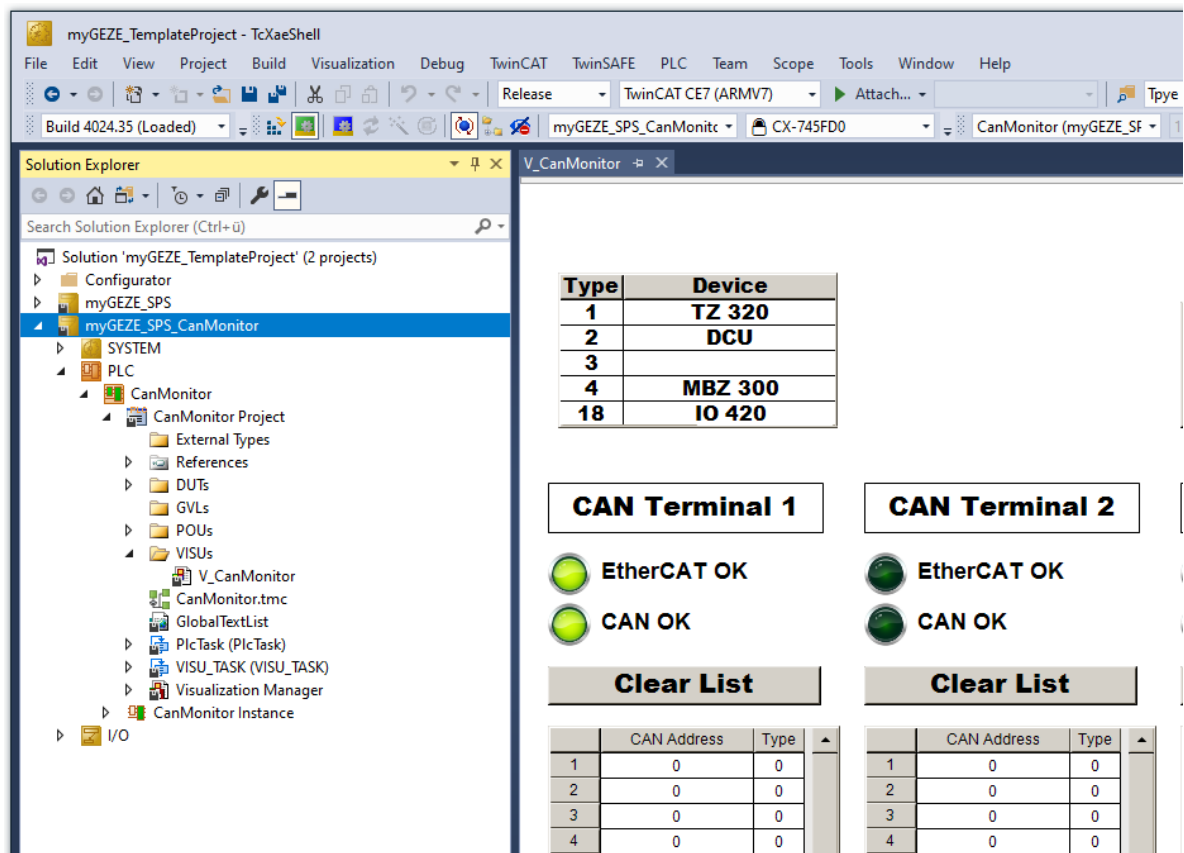 myGEZE_TemplateProject - TcXaeShell
File Edit View Project Build Visualization Debug TwinCAT TwinSAFE PLC Team Scope Tools Window Help
Release TwinCAT CE7 (ARMV7) Attach... Tpye
Build 4024.35 (Loaded) myGEZE_SPS_CanMonitc CX-745FD0 CanMonitor (myGEZE_SF 1
Solution Explorer
V_CanMonitor
Search Solution Explorer (Ctrl+ü)
Solution 'myGEZE_TemplateProject' (2 projects)
Configurator
myGEZE_SPS
myGEZE_SPS_CanMonitor
SYSTEM
PLC
CanMonitor
CanMonitor Project
External Types
References
DUTs
GVLs
POUs
VISUs
V_CanMonitor
CanMonitor.tmc
GlobalTextList
PlcTask (PlcTask)
VISU_TASK (VISU_TASK)
Visualization Manager
CanMonitor Instance
I/O
Type Device
1 TZ 320
2 DCU
3
4 MBZ 300
18 IO 420
CAN Terminal 1 CAN Terminal 2
EtherCAT OK EtherCAT OK
CAN OK CAN OK
Clear List Clear List
CAN Address Type CAN Address Type
1 0 0 1 0 0
2 0 0 2 0 0
3 0 0 3 0 0
4 0 0 4 0 0